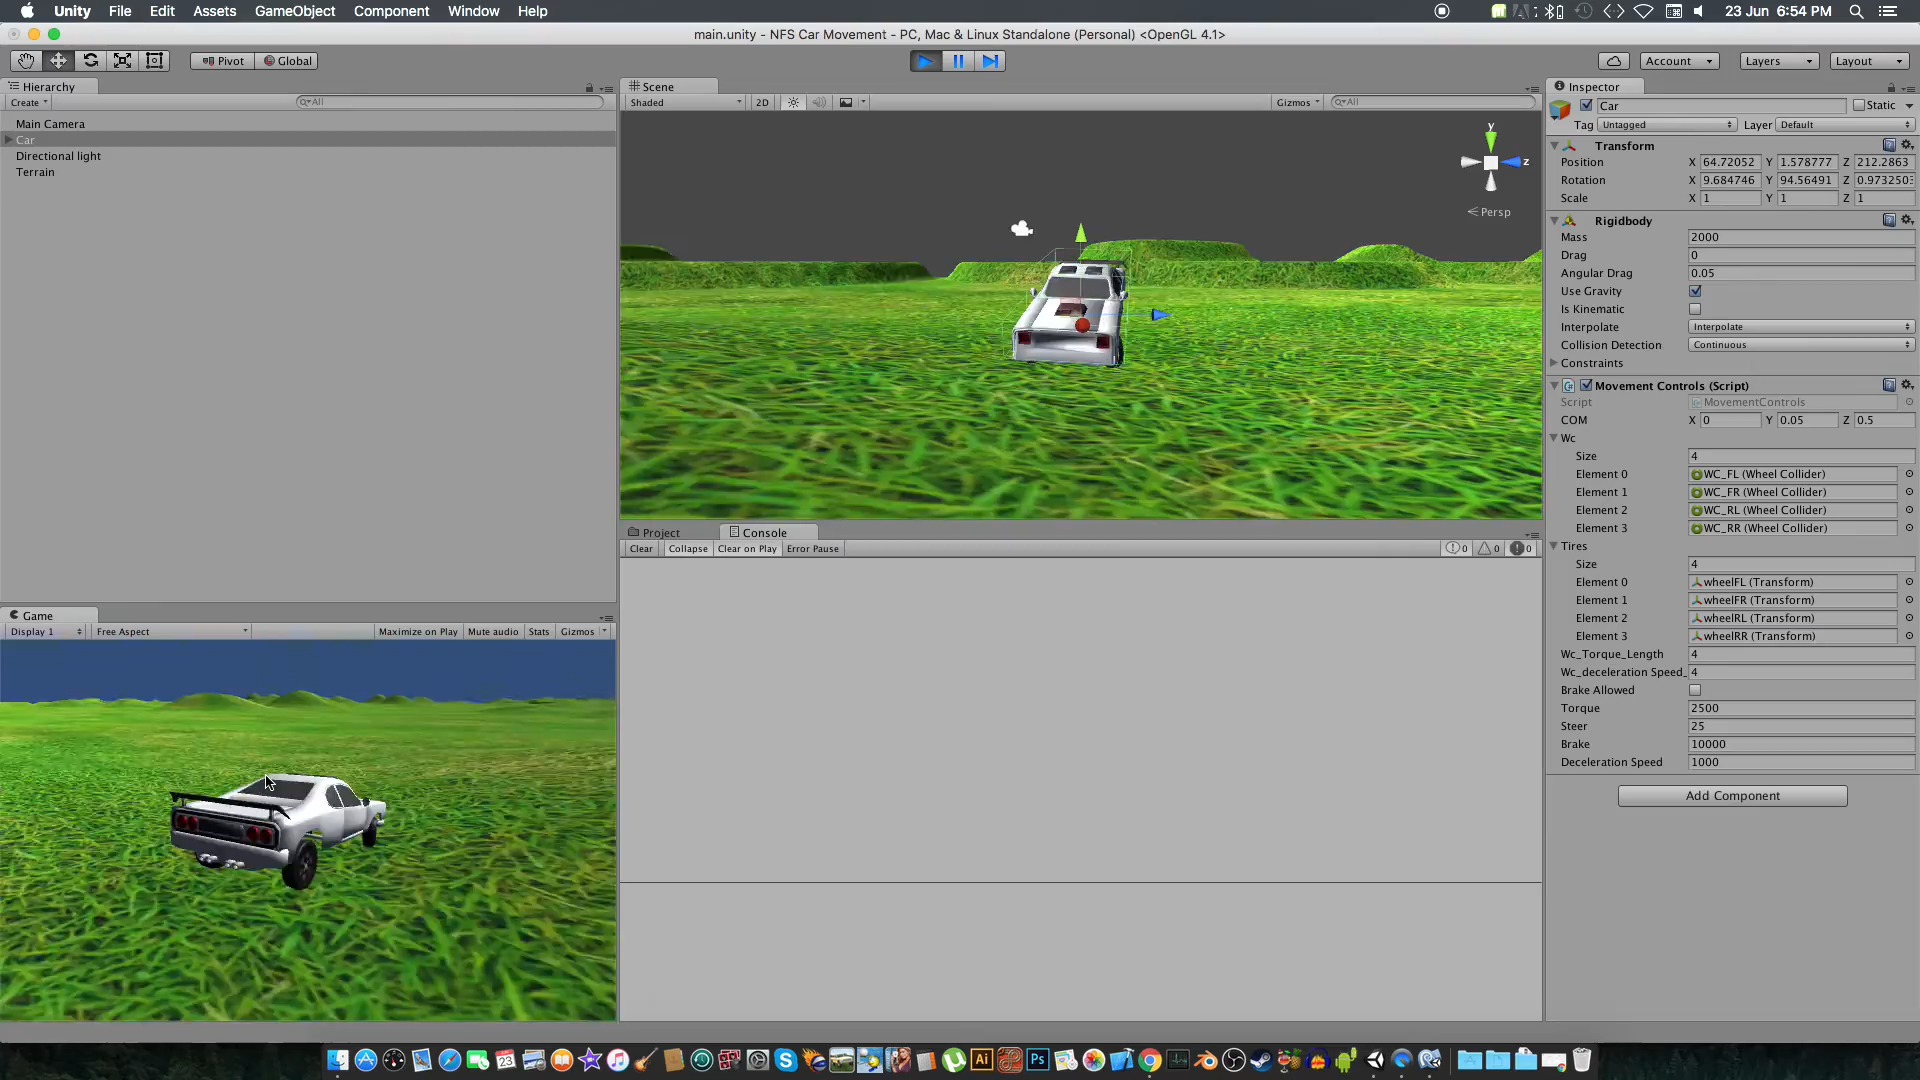 Unity File Edit Assets GameObject Component Window Help 23 Jun 6:54 PM
main.unity - NFS Car Movement - PC, Mac & Linux Standalone (Personal) <OpenGL 4.1>
Pivot Global Account Layers Layout
Hierarchy
Create All
Main Camera
Car
Directional light
Terrain
Scene
Shaded 2D Gizmos All
y
z
Persp
Project Console
Clear Collapse Clear on Play Error Pause 0 0 0
Game
Display 1 Free Aspect Maximize on Play Mute audio Stats Gizmos
Inspector
Car Static
Tag Untagged Layer Default
Transform
Position X 64.72052 Y 1.578777 Z 212.2863
Rotation X 9.684746 Y 94.56491 Z 0.973250
Scale X 1 Y 1 Z 1
Rigidbody
Mass 2000
Drag 0
Angular Drag 0.05
Use Gravity
Is Kinematic
Interpolate Interpolate
Collision Detection Continuous
Constraints
Movement Controls (Script)
Script MovementControls
COM X 0 Y 0.05 Z 0.5
Wc
Size 4
Element 0 WC_FL (Wheel Collider)
Element 1 WC_FR (Wheel Collider)
Element 2 WC_RL (Wheel Collider)
Element 3 WC_RR (Wheel Collider)
Tires
Size 4
Element 0 wheelFL (Transform)
Element 1 wheelFR (Transform)
Element 2 wheelRL (Transform)
Element 3 wheelRR (Transform)
Wc_Torque_Length 4
Wc_deceleration Speed_ 4
Brake Allowed
Torque 2500
Steer 25
Brake 10000
Deceleration Speed 1000
Add Component
23 Ai Ps